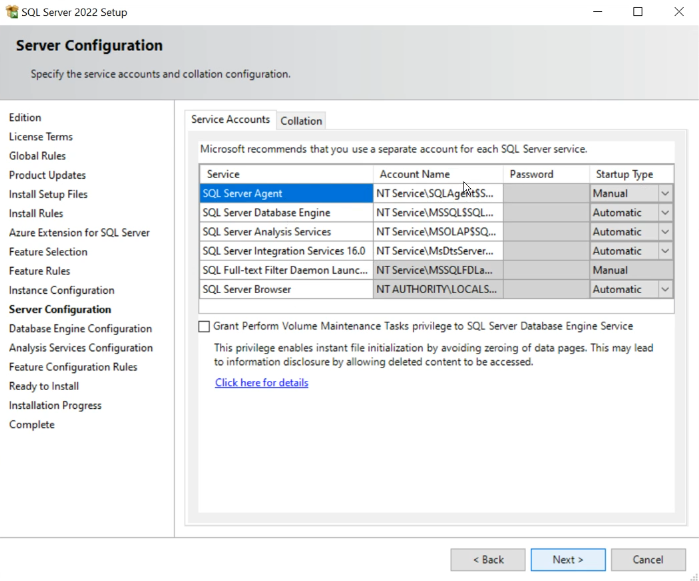 SQL Server 2022 Setup
Server Configuration
Specify the service accounts and collation configuration.
Edition
License Terms
Global Rules
Product Updates
Install Setup Files
Install Rules
Azure Extension for SQL Server
Feature Selection
Feature Rules
Instance Configuration
Server Configuration
Database Engine Configuration
Analysis Services Configuration
Feature Configuration Rules
Ready to Install
Installation Progress
Complete
Service Accounts Collation
Microsoft recommends that you use a separate account for each SQL Server service.
Service Account Name Password Startup Type
SQL Server Agent NT Service\SQLAgent$S... Manual
SQL Server Database Engine NT Service\MSSQL$SQL... Automatic
SQL Server Analysis Services NT Service\MSOLAP$SQ... Automatic
SQL Server Integration Services 16.0 NT Service\MsDtsServer... Automatic
SQL Full-text Filter Daemon Launc... NT Service\MSSQLFDLa... Manual
SQL Server Browser NT AUTHORITY\LOCALS... Automatic
Grant Perform Volume Maintenance Tasks privilege to SQL Server Database Engine Service
This privilege enables instant file initialization by avoiding zeroing of data pages. This may lead
to information disclosure by allowing deleted content to be accessed.
Click here for details
< Back Next > Cancel